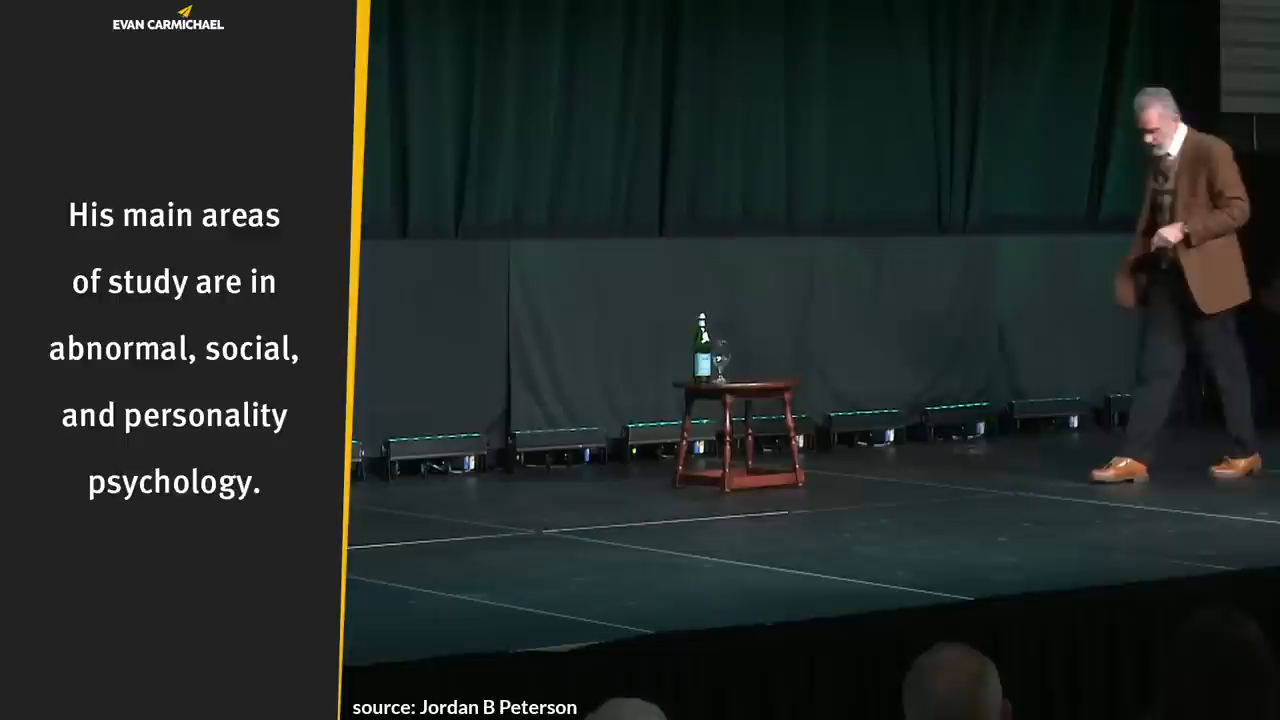 EVAN CARMICHAEL
His main areas
of study are in
abnormal, social,
and personality
psychology.
source: Jordan B Peterson